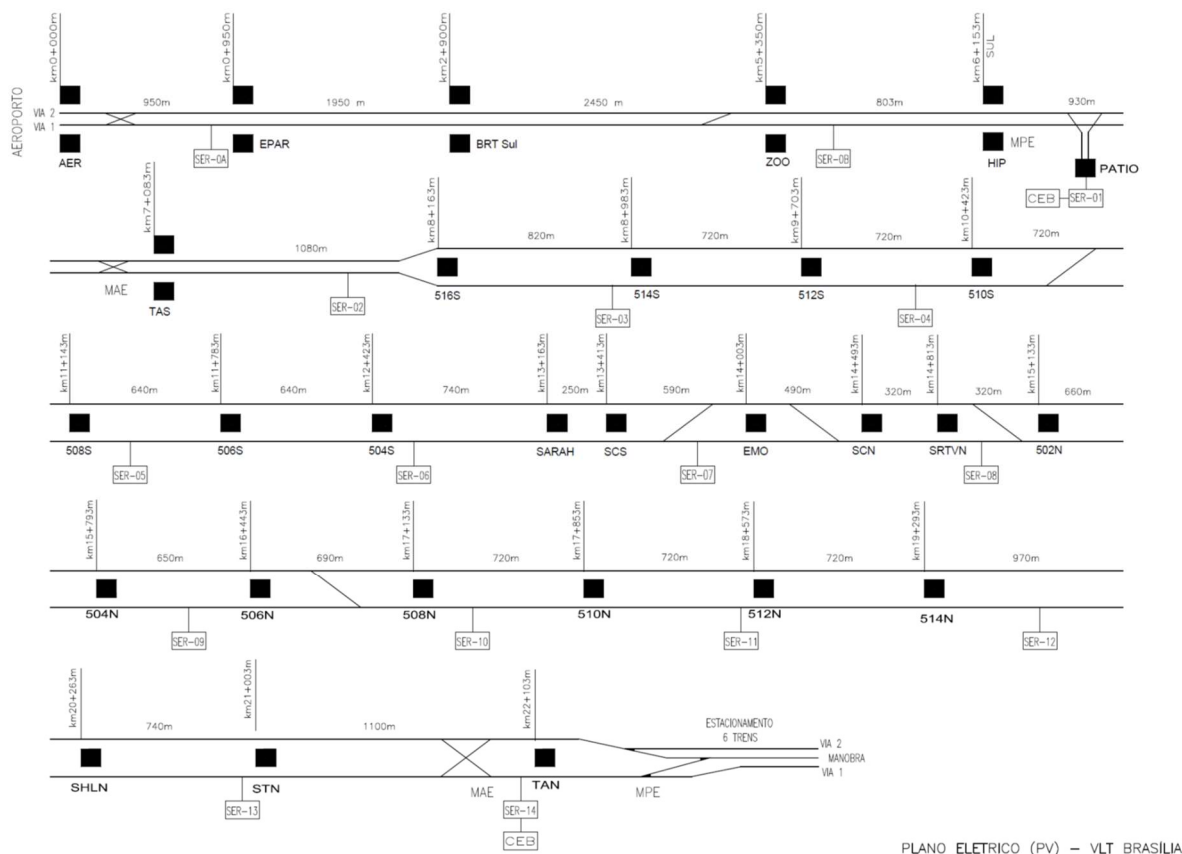 km0+000m
km0+950m
km2+900m
km5+350m
km6+153m
SUL
AEROPORTO
950m
1950 m
2450 m
803m
930m
VIA 2
VIA 1
AER
SER-0A
EPAR
BRT Sul
ZOO
SER-0B
HIP
MPE
PATIO
CEB
SER-01
km7+083m
km8+163m
km8+983m
km9+703m
km10+423m
1080m
820m
720m
720m
720m
MAE
TAS
SER-02
516S
514S
512S
510S
SER-03
SER-04
km11+143m
km11+783m
km12+423m
km13+163m
km13+413m
km14+003m
km14+493m
km14+813m
km15+133m
640m
640m
740m
250m
590m
490m
320m
320m
660m
508S
506S
504S
SARAH
SCS
EMO
SCN
SRTVN
502N
SER-05
SER-06
SER-07
SER-08
km15+793m
km16+443m
km17+133m
km17+853m
km18+573m
km19+293m
650m
690m
720m
720m
720m
970m
504N
506N
508N
510N
512N
514N
SER-09
SER-10
SER-11
SER-12
km20+263m
km21+003m
km22+103m
740m
1100m
ESTACIONAMENTO
6 TRENS
VIA 2
MANOBRA
VIA 1
SHLN
STN
MAE
TAN
MPE
SER-13
SER-14
CEB
PLANO ELETRICO (PV) – VLT BRASÍLIA